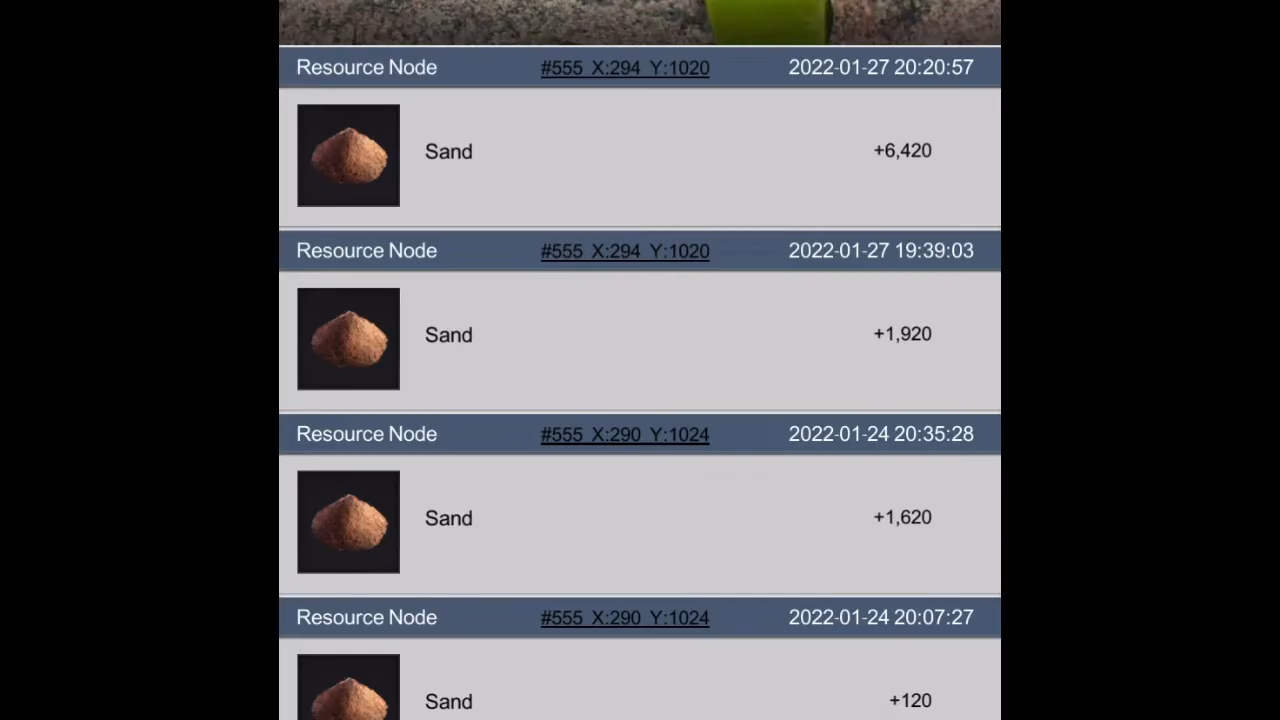 Resource Node #555 X:294 Y:1020 2022-01-27 20:20:57
Sand +6,420
Resource Node #555 X:294 Y:1020 2022-01-27 19:39:03
Sand +1,920
Resource Node #555 X:290 Y:1024 2022-01-24 20:35:28
Sand +1,620
Resource Node #555 X:290 Y:1024 2022-01-24 20:07:27
Sand +120